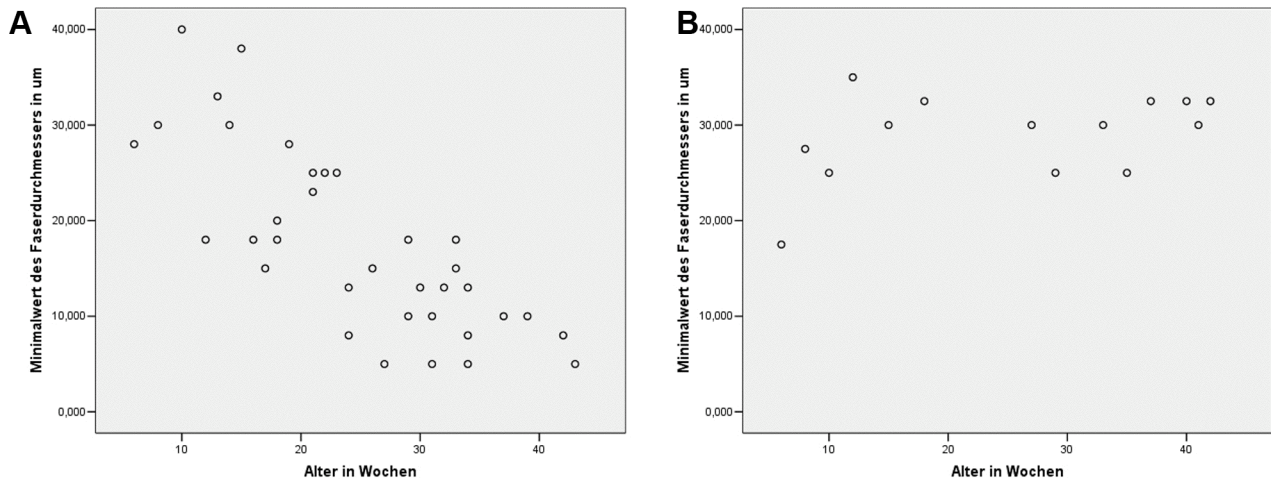 A
Minimalwert des Faserdurchmessers in um
40,000
30,000
20,000
10,000
0,000
10 20 30 40
Alter in Wochen
B
Minimalwert des Faserdurchmessers in um
40,000
30,000
20,000
10,000
0,000
10 20 30 40
Alter in Wochen